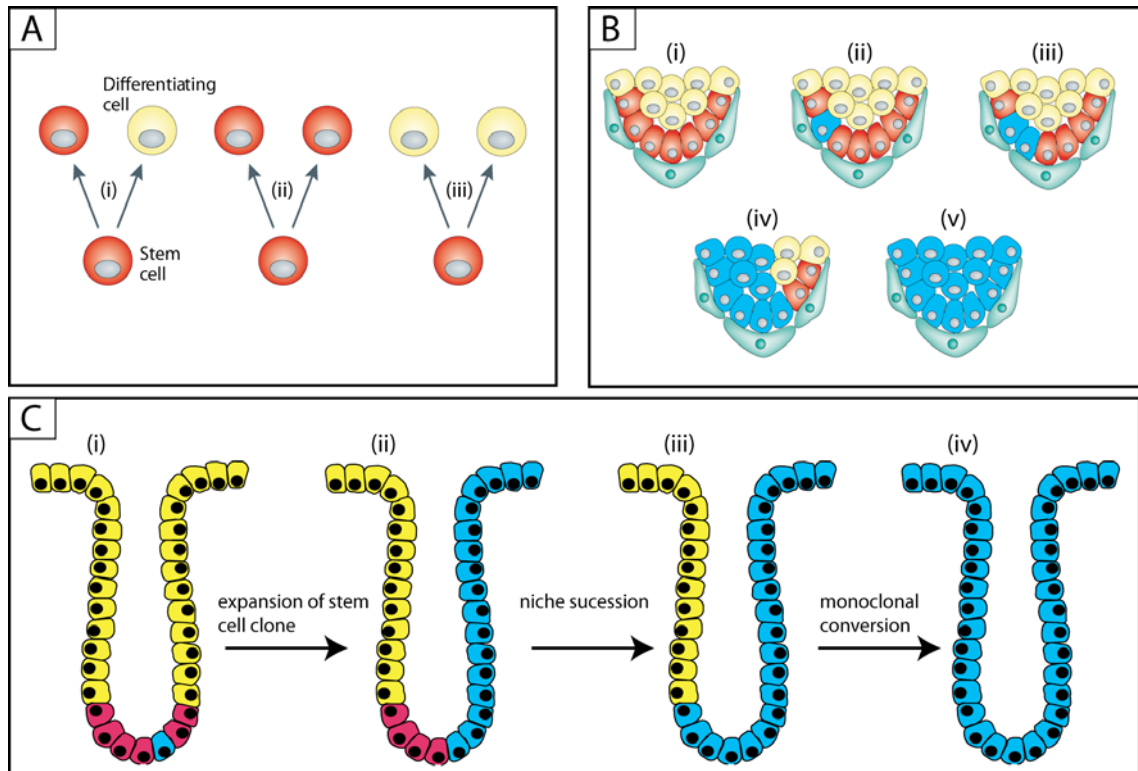 A
Differentiating
cell
(i)
(ii)
(iii)
Stem
cell
B
(i)
(ii)
(iii)
(iv)
(v)
C
(i)
(ii)
(iii)
(iv)
expansion of stem
cell clone
niche sucession
monoclonal
conversion